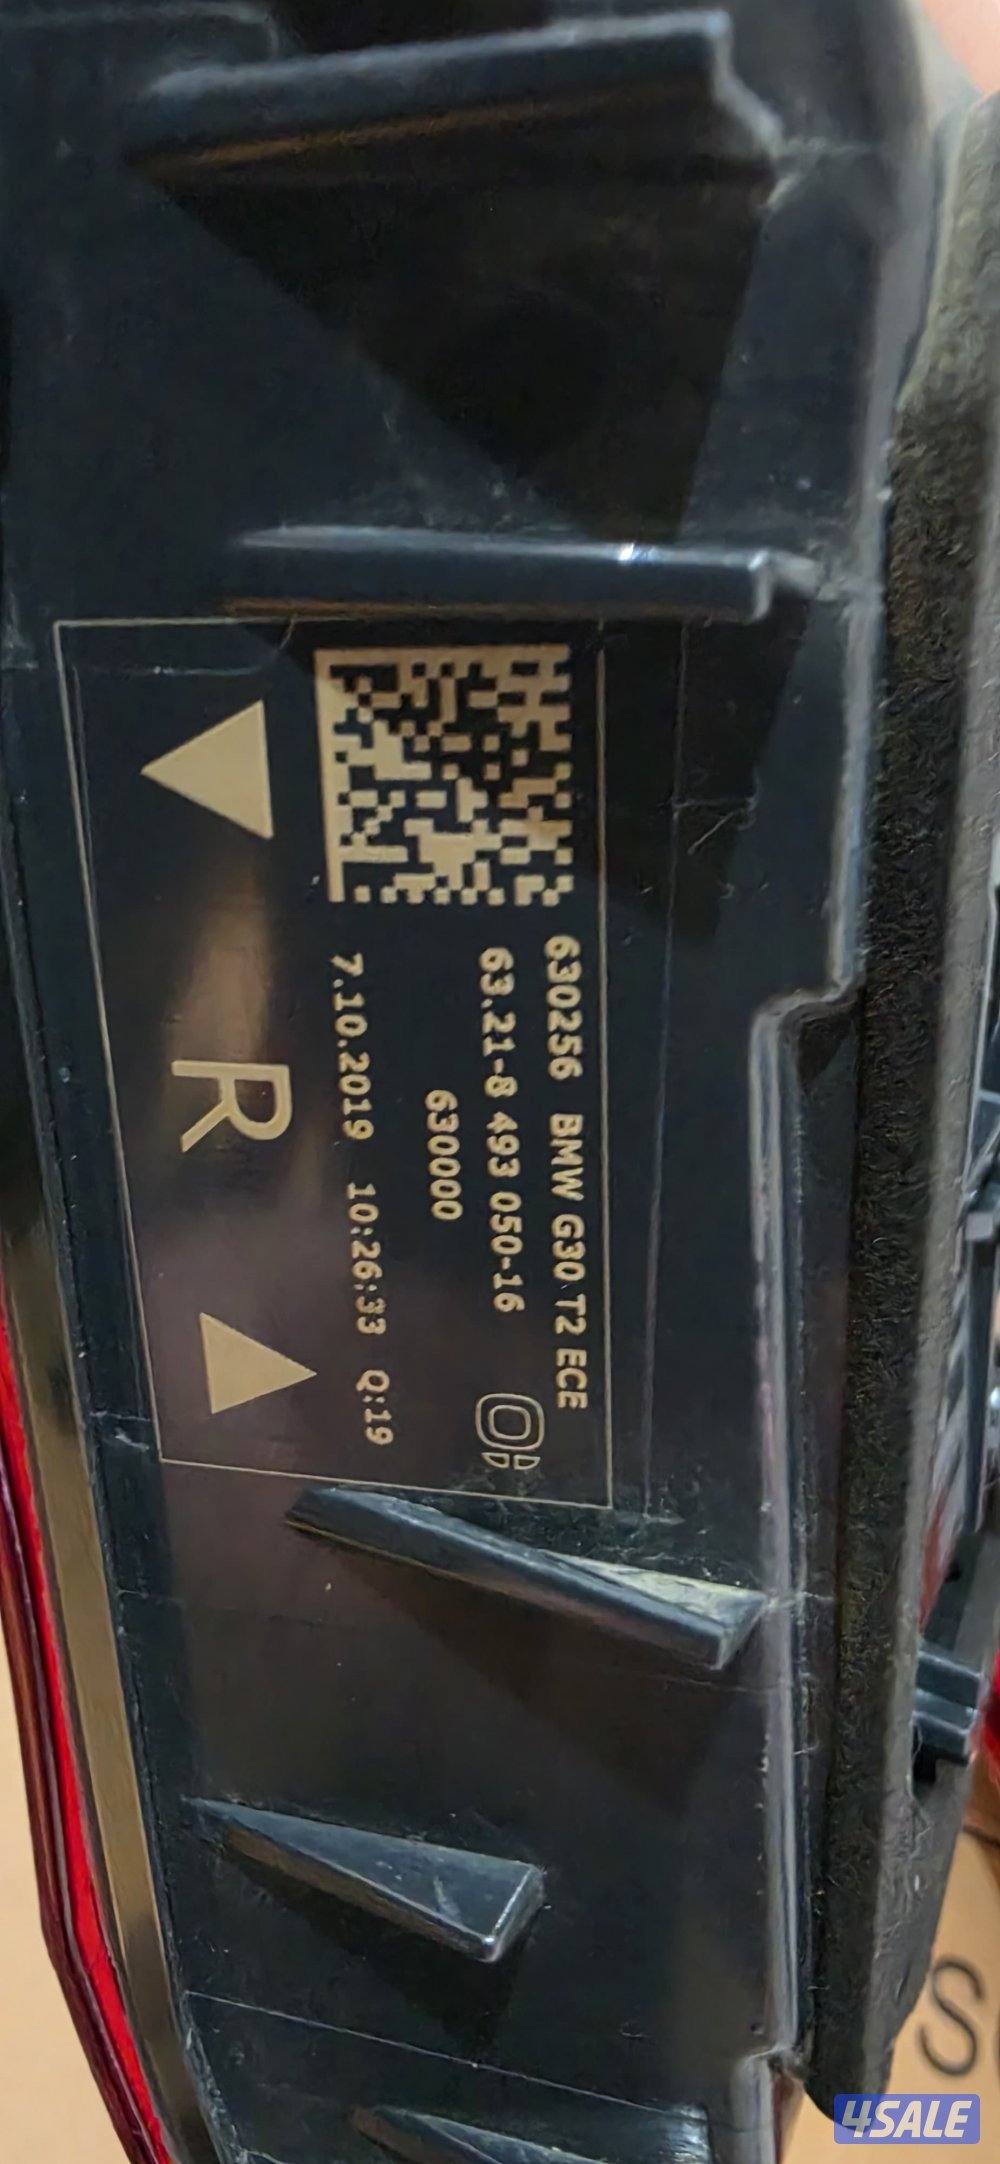 630256 BMW G30 T2 ECE
63.21-8 493 050-16
630000
7.10.2019 10:26:33 Q:19
R
S
4SALE